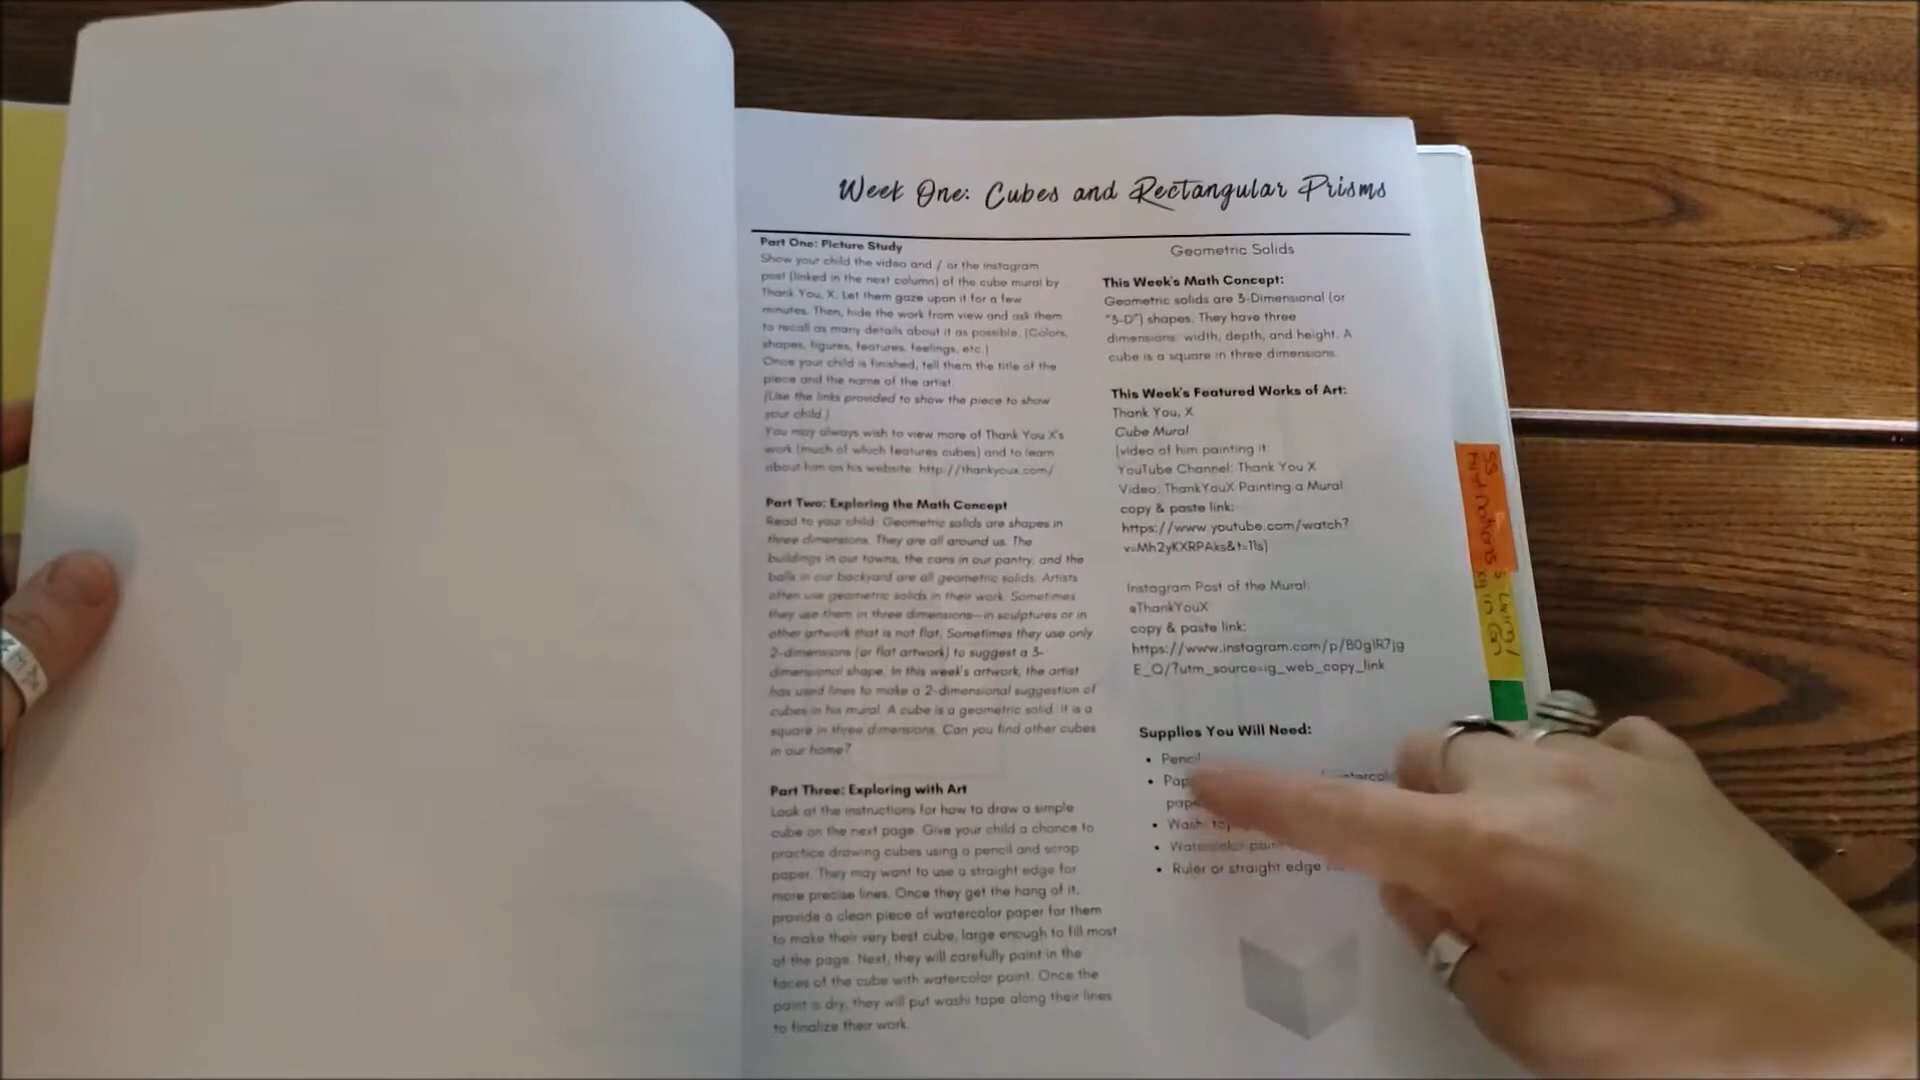 Week One: Cubes and Rectangular Prisms
Part One: Picture Study
Show your child the video and / or the instagram
post (linked in the next column) of the cube mural by
Thank You, X. Let them gaze upon it for a few
minutes. Then, hide the work from view and ask them
to recall as many details about it as possible. (Colors,
shapes, figures, features, feelings, etc.)
Once your child is finished, tell them the title of the
piece and the name of the artist.
(Use the links provided to show the piece to show
your child.)
You may always wish to view more of Thank You X's
work (much of which features cubes) and to learn
about him on his website: http://thankyoux.com/
Part Two: Exploring the Math Concept
Read to your child: Geometric solids are shapes in
three dimensions. They are all around us. The
buildings in our towns, the cans in our pantry, and the
balls in our backyard are all geometric solids. Artists
often use geometric solids in their work. Sometimes
they use them in three dimensions—in sculptures or in
other artwork that is not flat. Sometimes they use only
2-dimensions (or flat artwork) to suggest a 3-
dimensional shape. In this week's artwork, the artist
has used lines to make a 2-dimensional suggestion of
cubes in his mural. A cube is a geometric solid. It is a
square in three dimensions. Can you find other cubes
in our home?
Part Three: Exploring with Art
Look at the instructions for how to draw a simple
cube on the next page. Give your child a chance to
practice drawing cubes using a pencil and scrap
paper. They may want to use a straight edge for
more precise lines. Once they get the hang of it,
provide a clean piece of watercolor paper for them
to make their very best cube, large enough to fill most
of the page. Next, they will carefully paint in the
faces of the cube with watercolor paint. Once the
paint is dry, they will put washi tape along their lines
to finalize their work.
Geometric Solids
This Week's Math Concept:
Geometric solids are 3-Dimensional (or
"3-D") shapes. They have three
dimensions: width, depth, and height. A
cube is a square in three dimensions.
This Week's Featured Works of Art:
Thank You, X
Cube Mural
(video of him painting it:
YouTube Channel: Thank You X
Video: ThankYouX Painting a Mural
copy & paste link:
https://www.youtube.com/watch?
v=Mh2yKXRPAks&t=11s)
Instagram Post of the Mural:
@ThankYouX
copy & paste link:
https://www.instagram.com/p/B0glR7jg
E_Q/?utm_source=ig_web_copy_link
Supplies You Will Need:
• Pencil
• 
• Washi
• Watercolor
• Ruler or straight edge
SS
First Nations